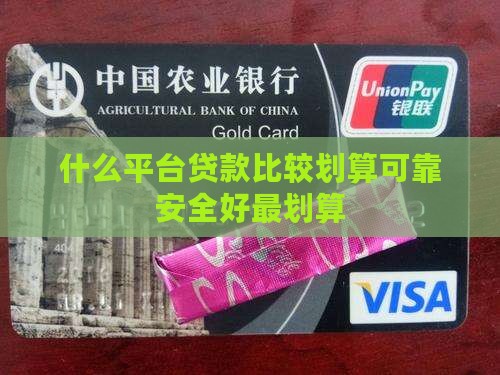 中国农业银行
AGRICULTURAL BANK OF CHINA
Gold Card
UnionPay
银联
什么平台贷款比较划算可靠
安全好最划算
VISA